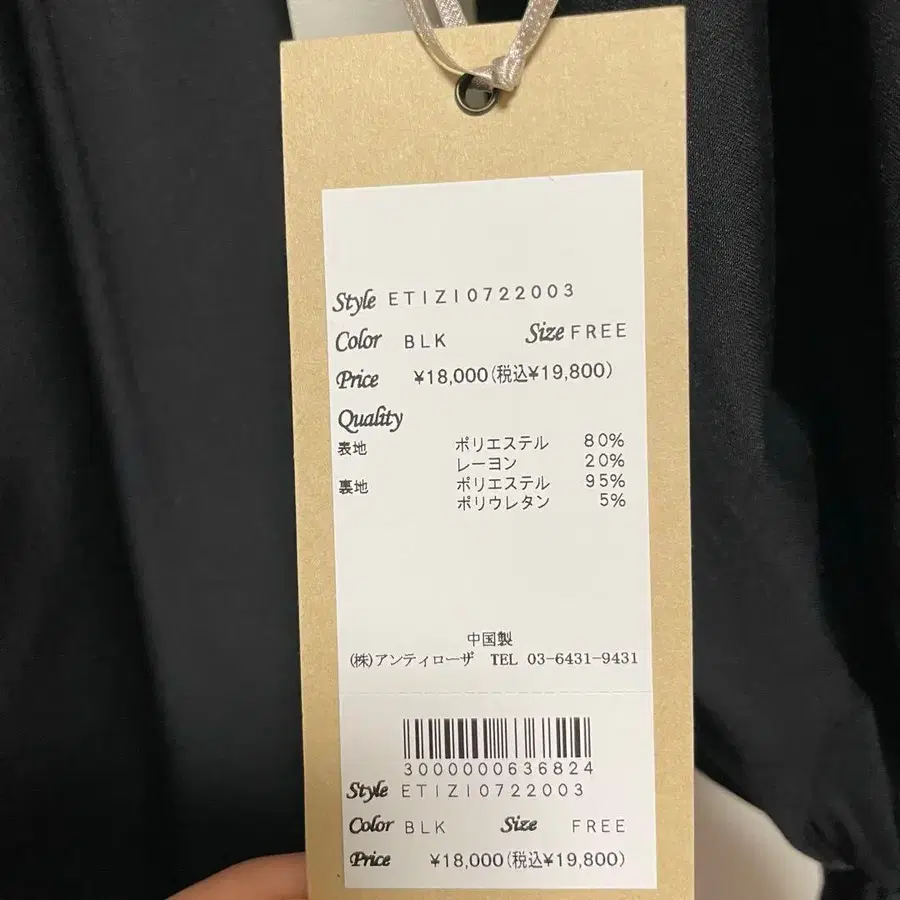 Style ETIZI0722003
Color BLK Size FREE
Price ¥18,000(税込¥19,800)
Quality
表地 ポリエステル 80%
レーヨン 20%
裏地 ポリエステル 95%
ポリウレタン 5%
中国製
(株)アンティローザ TEL 03-6431-9431
3000000636824
Style ETIZI0722003
Color BLK Size FREE
Price ¥18,000(税込¥19,800)